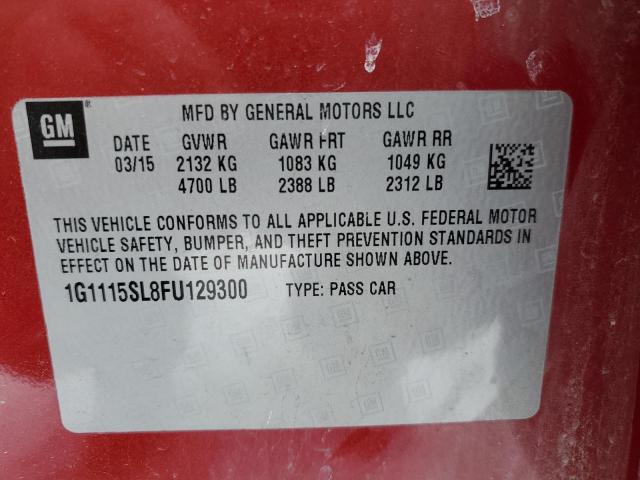 GM ® MFD BY GENERAL MOTORS LLC
DATE GVWR GAWR FRT GAWR RR
03/15 2132 KG 1083 KG 1049 KG
4700 LB 2388 LB 2312 LB
THIS VEHICLE CONFORMS TO ALL APPLICABLE U.S. FEDERAL MOTOR
VEHICLE SAFETY, BUMPER, AND THEFT PREVENTION STANDARDS IN
EFFECT ON THE DATE OF MANUFACTURE SHOWN ABOVE.
1G1115SL8FU129300 TYPE: PASS CAR